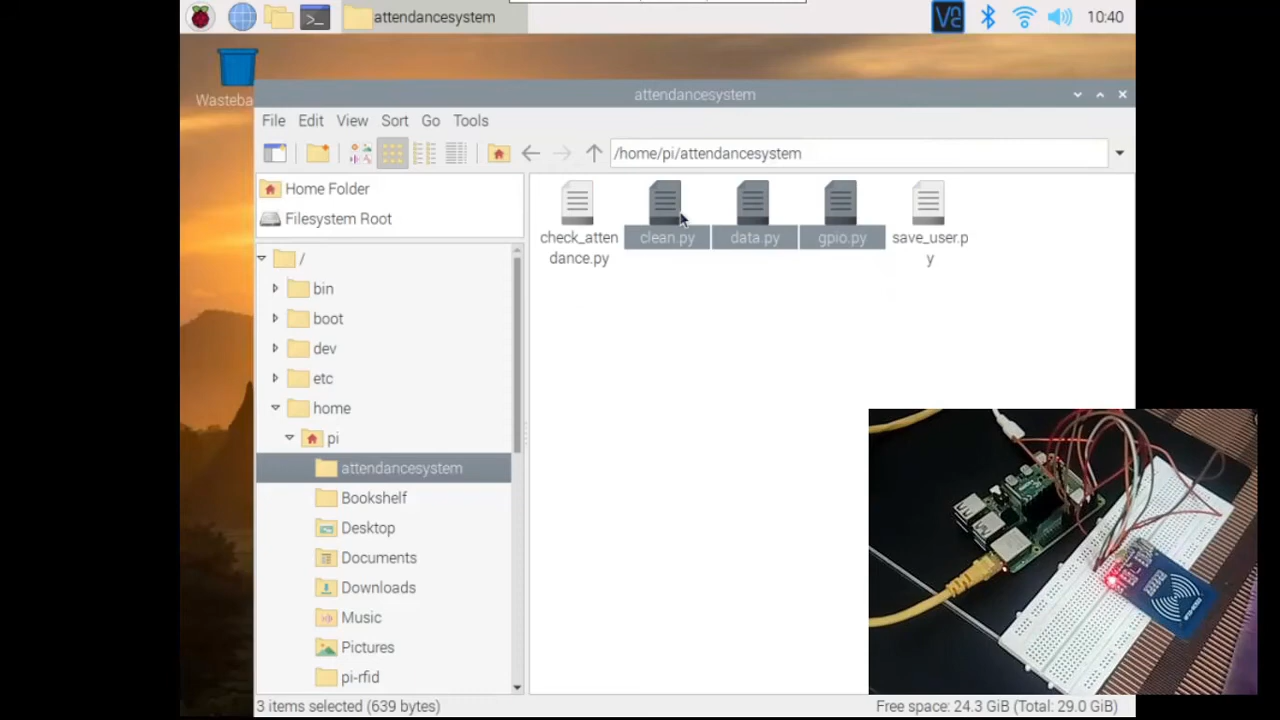 attendancesystem
10:40
Wasteba
attendancesystem
File Edit View Sort Go Tools
/home/pi/attendancesystem
Home Folder
Filesystem Root
/
bin
boot
dev
etc
home
pi
attendancesystem
Bookshelf
Desktop
Documents
Downloads
Music
Pictures
pi-rfid
check_atten
dance.py
clean.py
data.py
gpio.py
save_user.p
y
3 items selected (639 bytes)
Free space: 24.3 GiB (Total: 29.0 GiB)